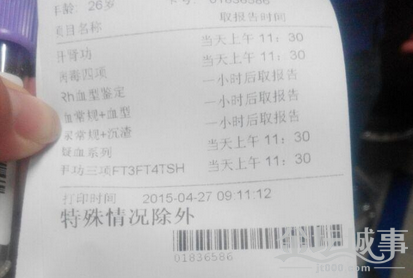 年龄: 26岁 01836586
项目名称 取报告时间
肝肾功 当天上午 11: 30
病毒四项 当天上午 11: 30
Rh血型鉴定 一小时后取报告
血常规+血型 一小时后取报告
尿常规+沉渣 一小时后取报告
凝血系列 当天上午 11: 30
甲功三项FT3FT4TSH 当天上午 11: 30
打印时间 2015-04-27 09:11:12
特殊情况除外
01836586
城事
jr000.com